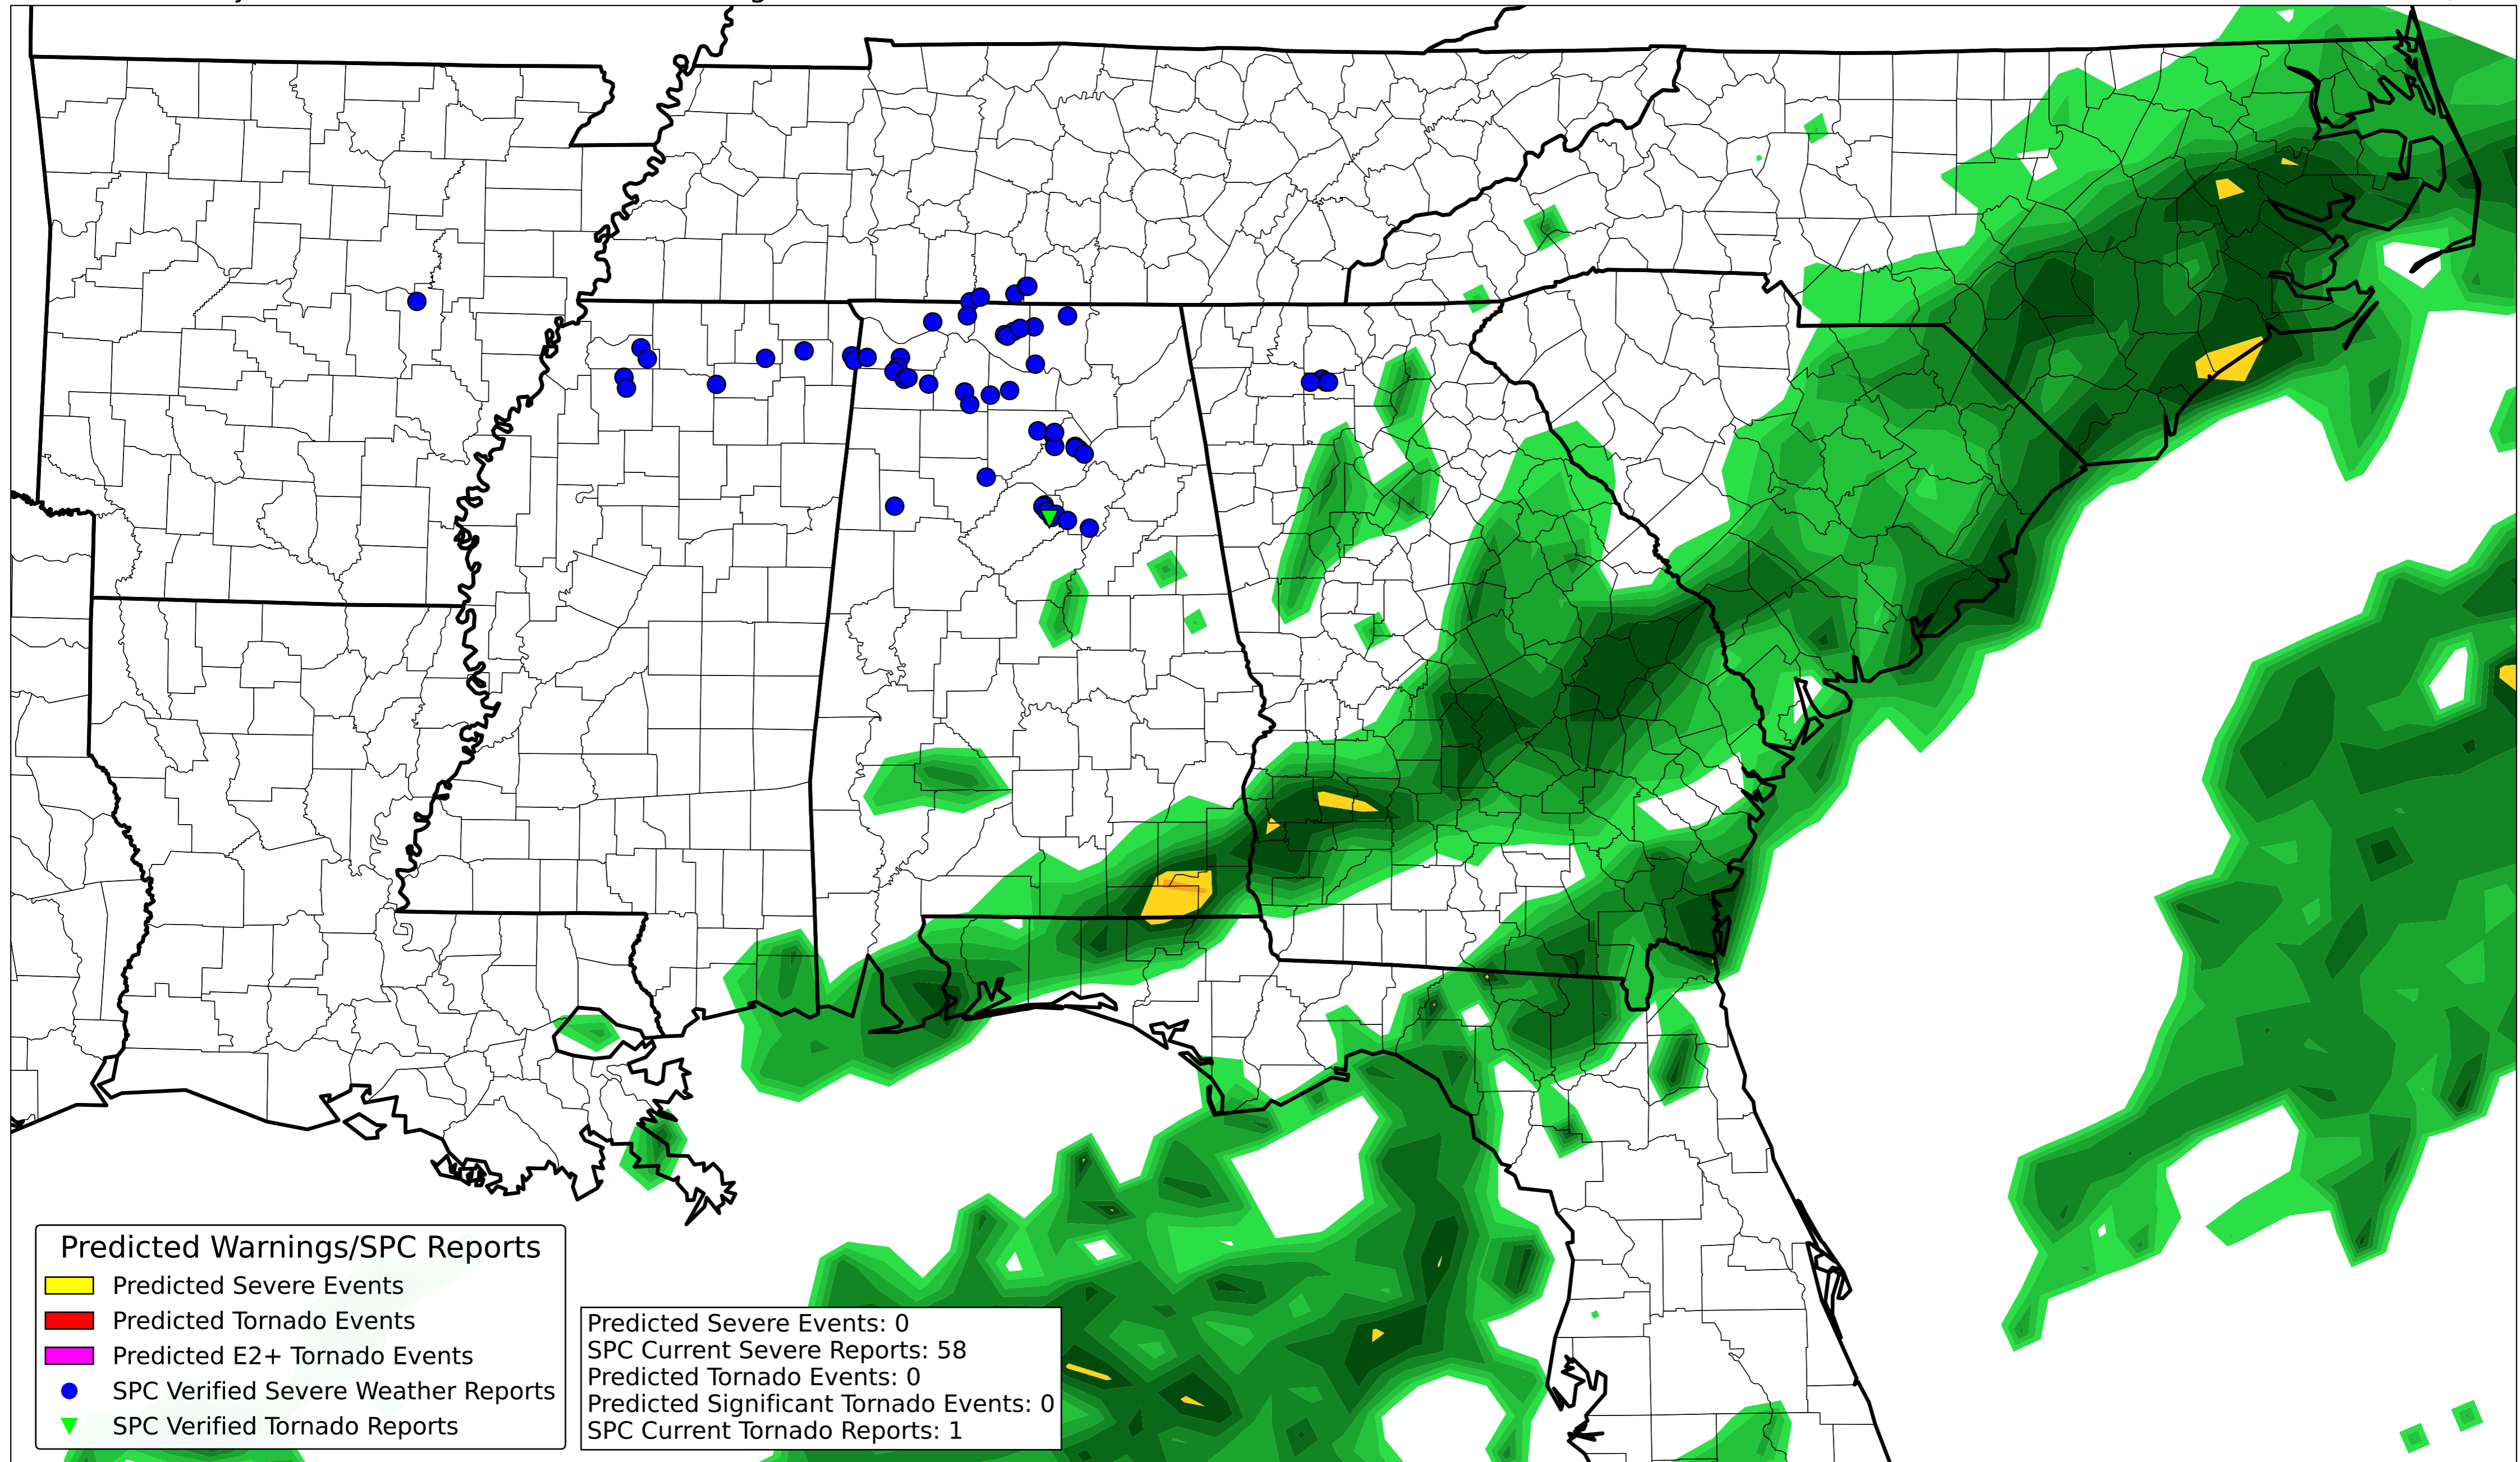 Predicted Warnings/SPC Reports
Predicted Severe Events
Predicted Tornado Events
Predicted E2+ Tornado Events
SPC Verified Severe Weather Reports
SPC Verified Tornado Reports
Predicted Severe Events: 0
SPC Current Severe Reports: 58
Predicted Tornado Events: 0
Predicted Significant Tornado Events: 0
SPC Current Tornado Reports: 1